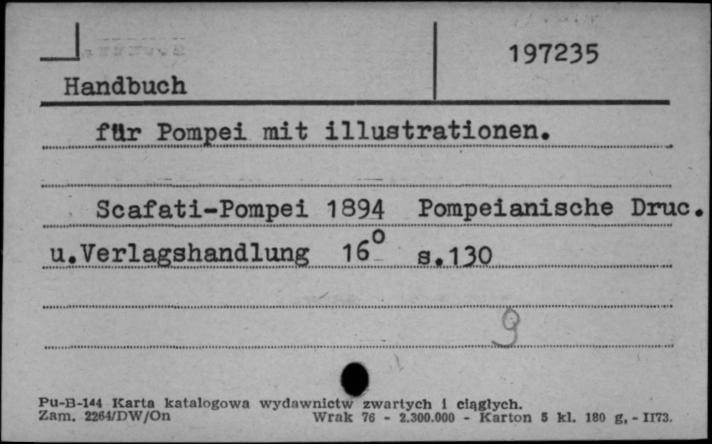 197235
Handbuch
für Pompei mit illustrationen.
Scafati-Pompei 1894 Pompeianische Druc.
u.Verlagshandlung 16° s.130
9
Pu-B-144 Karta katalogowa wydawnictw zwartych i ciągłych.
Zam. 2264/DW/On Wrak 76 - 2.300.000 - Karton 5 kl. 180 g, - II73.